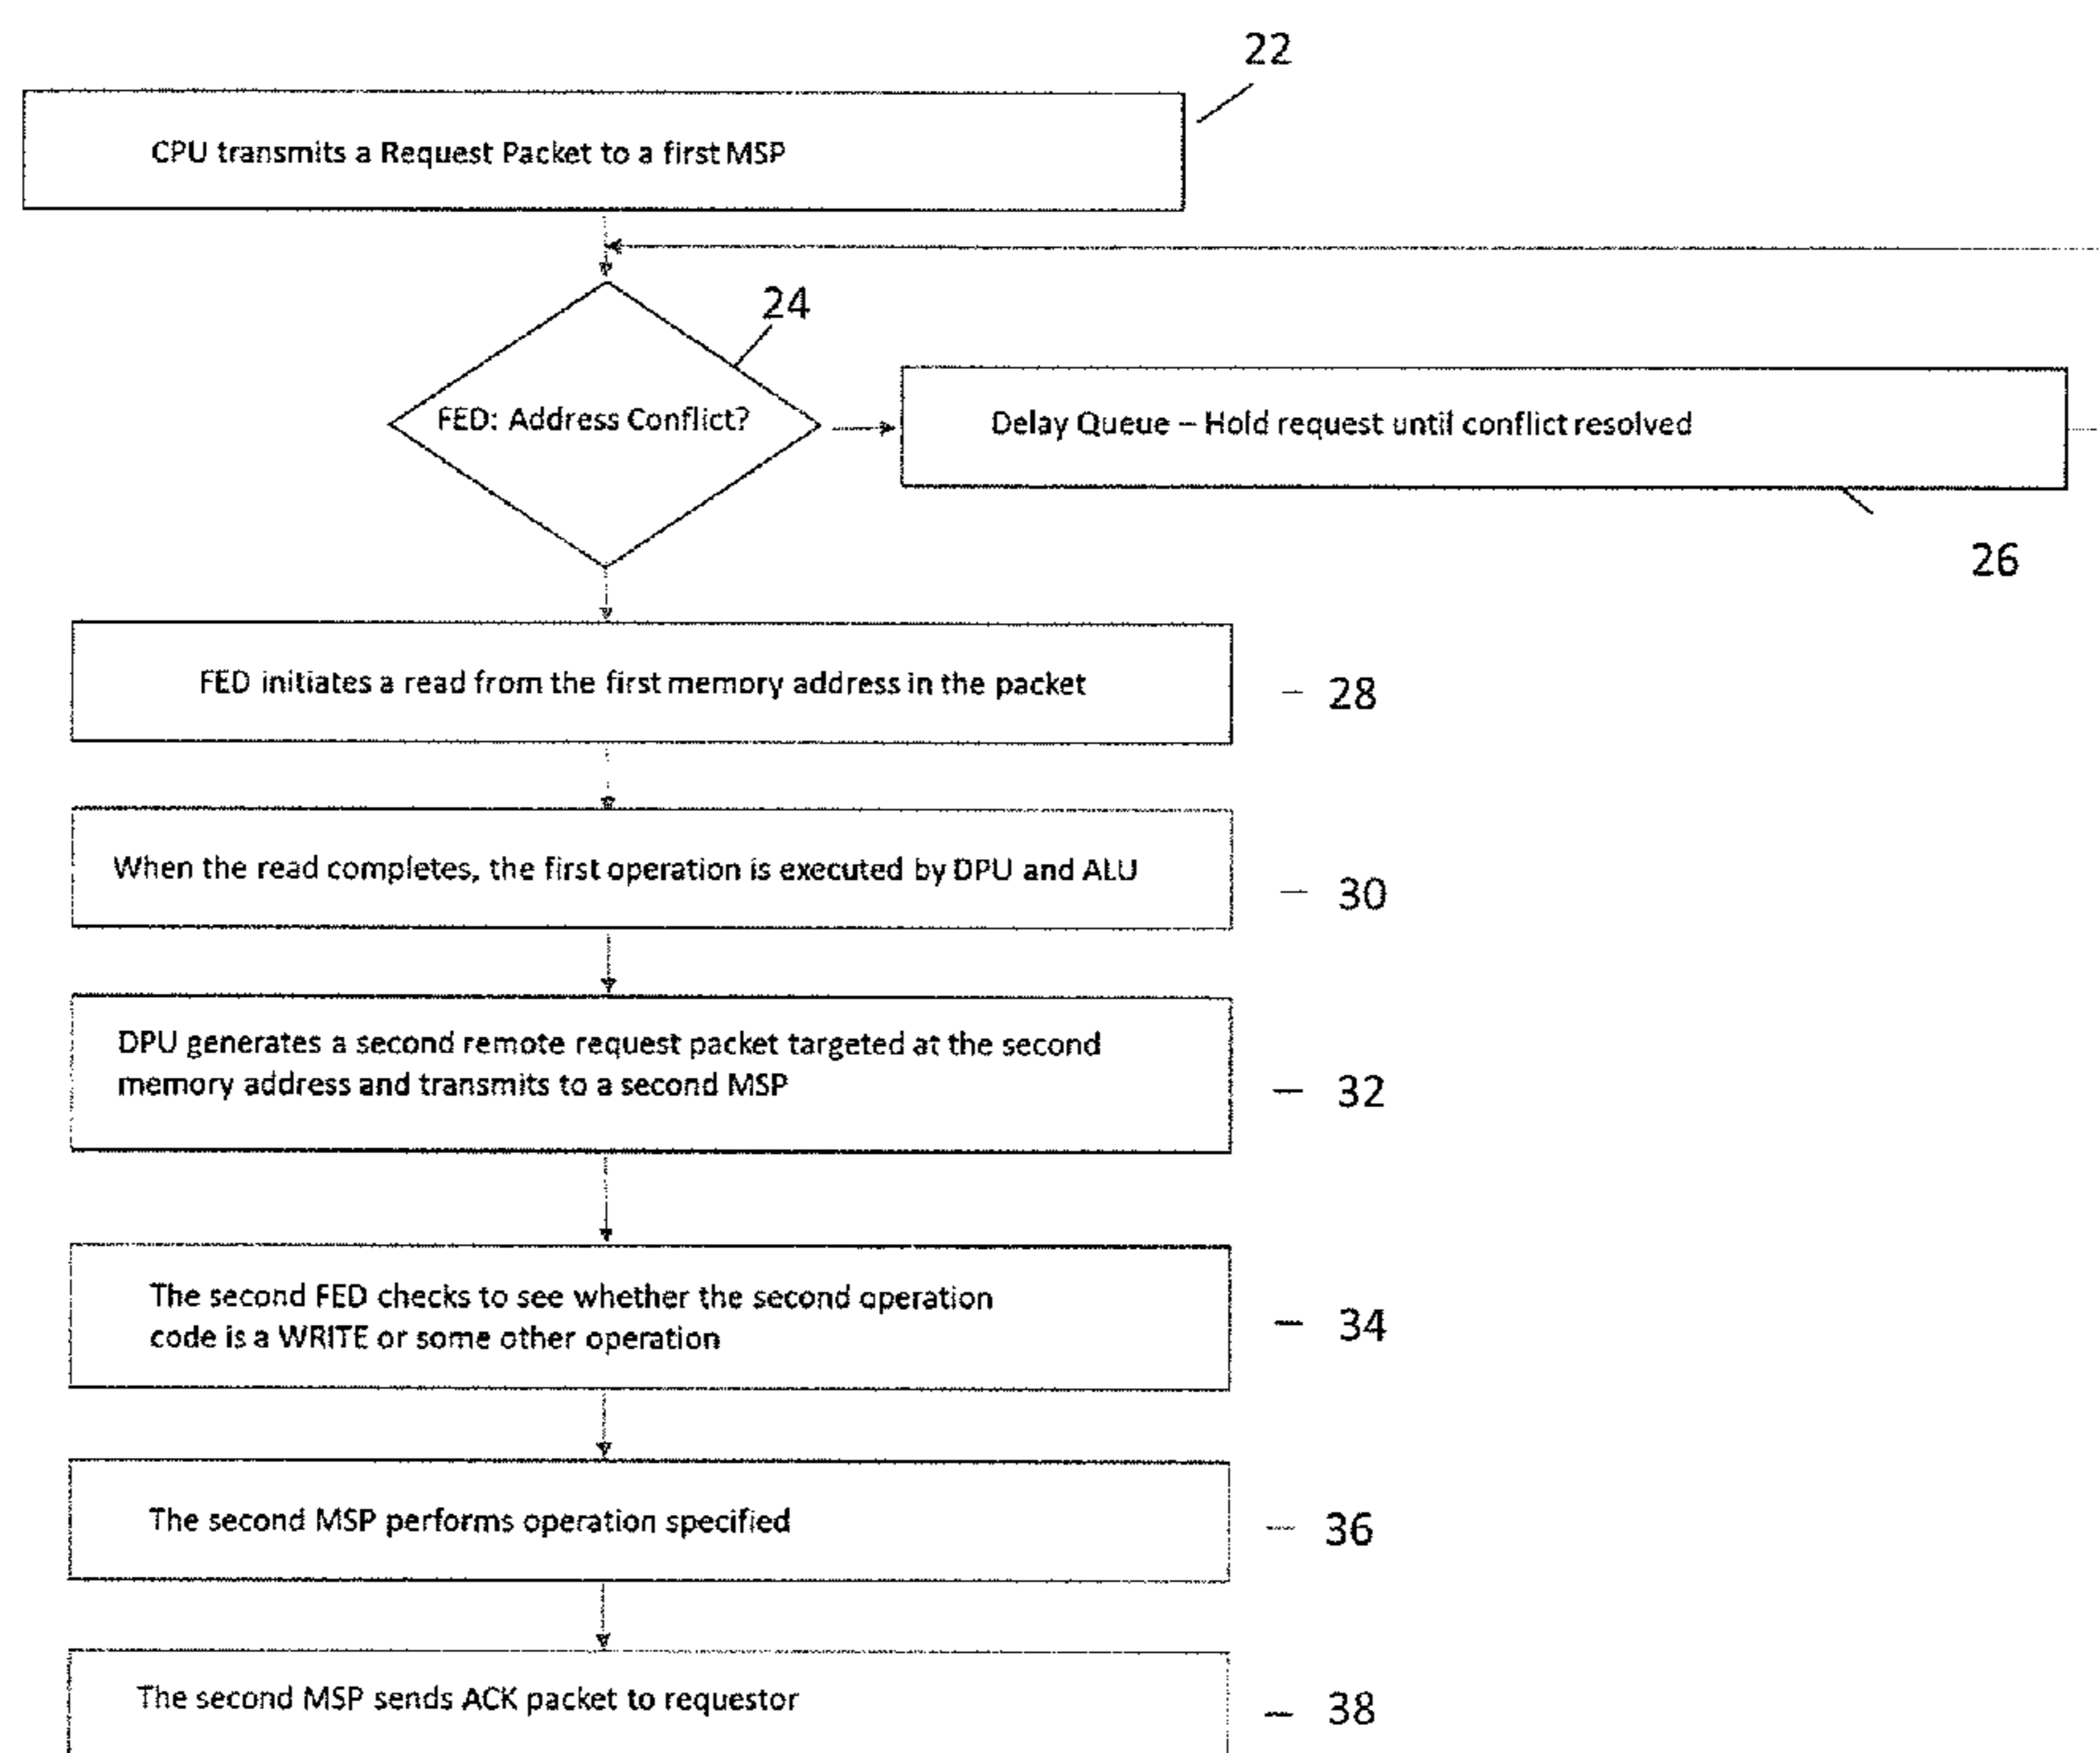 22
CPU transmits a Request Packet to a first MSP
24
FED: Address Conflict?
Delay Queue – Hold request until conflict resolved
26
FED initiates a read from the first memory address in the packet
– 28
When the read completes, the first operation is executed by DPU and ALU
– 30
DPU generates a second remote request packet targeted at the second
memory address and transmits to a second MSP
– 32
The second FED checks to see whether the second operation
code is a WRITE or some other operation
– 34
The second MSP performs operation specified
– 36
The second MSP sends ACK packet to requestor
– 38